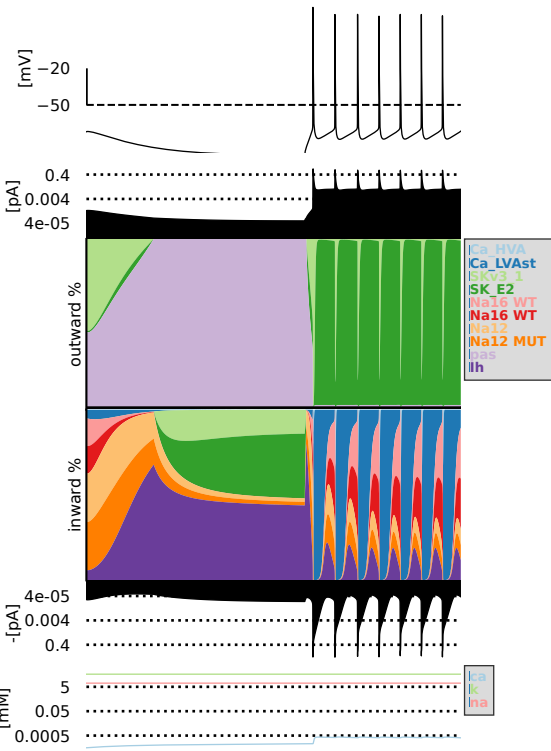 [mV]
−20
−50
[pA]
0.4
0.004
4e-05
outward %
Ca_HVA
Ca_LVAst
SKv3_1
SK_E2
Na16 WT
Na16 WT
Na12
Na12 MUT
pas
Ih
inward %
-[pA]
4e-05
0.004
0.4
ca
k
na
[mM]
5
0.05
0.0005